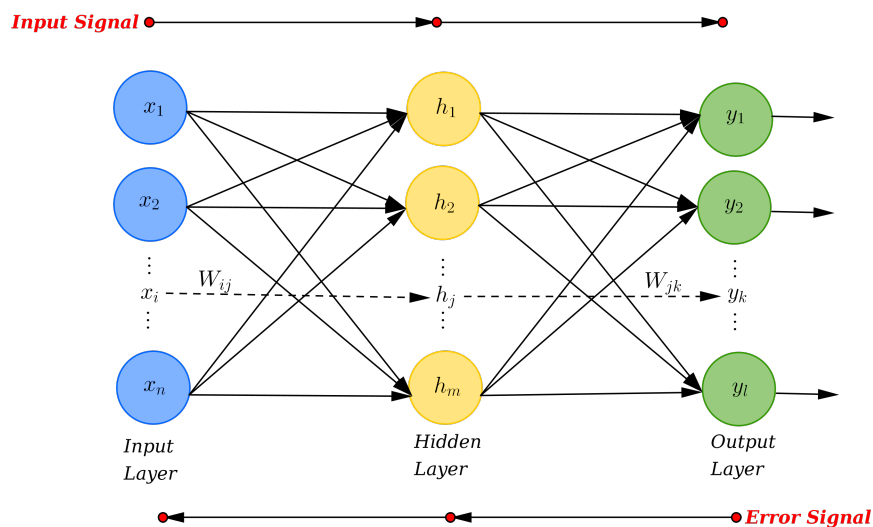 Input Signal
x₁
h₁
y₁
x₂
h₂
y₂
⋮
⋮
⋮
Wᵢⱼ
Wⱼₖ
xᵢ
hⱼ
yₖ
⋮
⋮
⋮
xₙ
hₘ
yₗ
Input
Layer
Hidden
Layer
Output
Layer
Error Signal